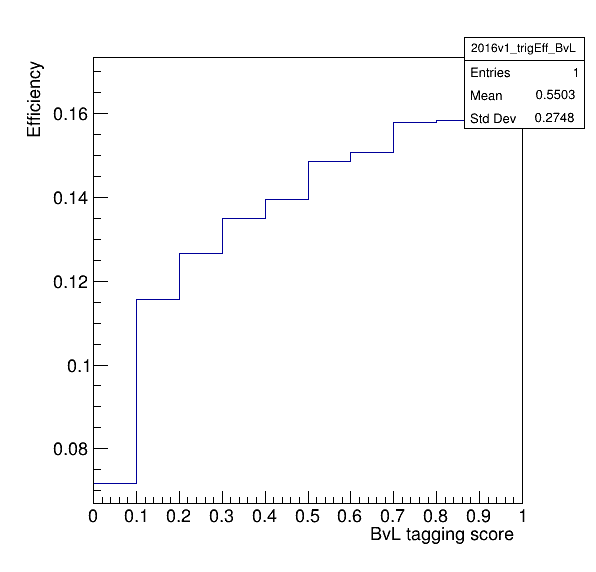 2016v1_trigEff_BvL
Entries 1
Mean 0.5503
Std Dev 0.2748
Efficiency
0.16
0.14
0.12
0.1
0.08
0 0.1 0.2 0.3 0.4 0.5 0.6 0.7 0.8 0.9 1
BvL tagging score